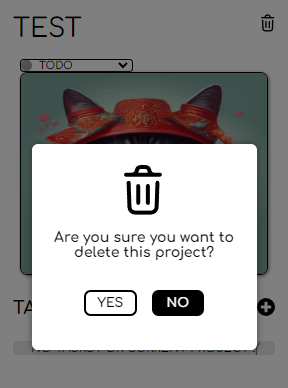 TEST
TODO
Are you sure you want to
delete this project?
YES
NO
TA
NO TASKS FOR CURRENT PROJECT!